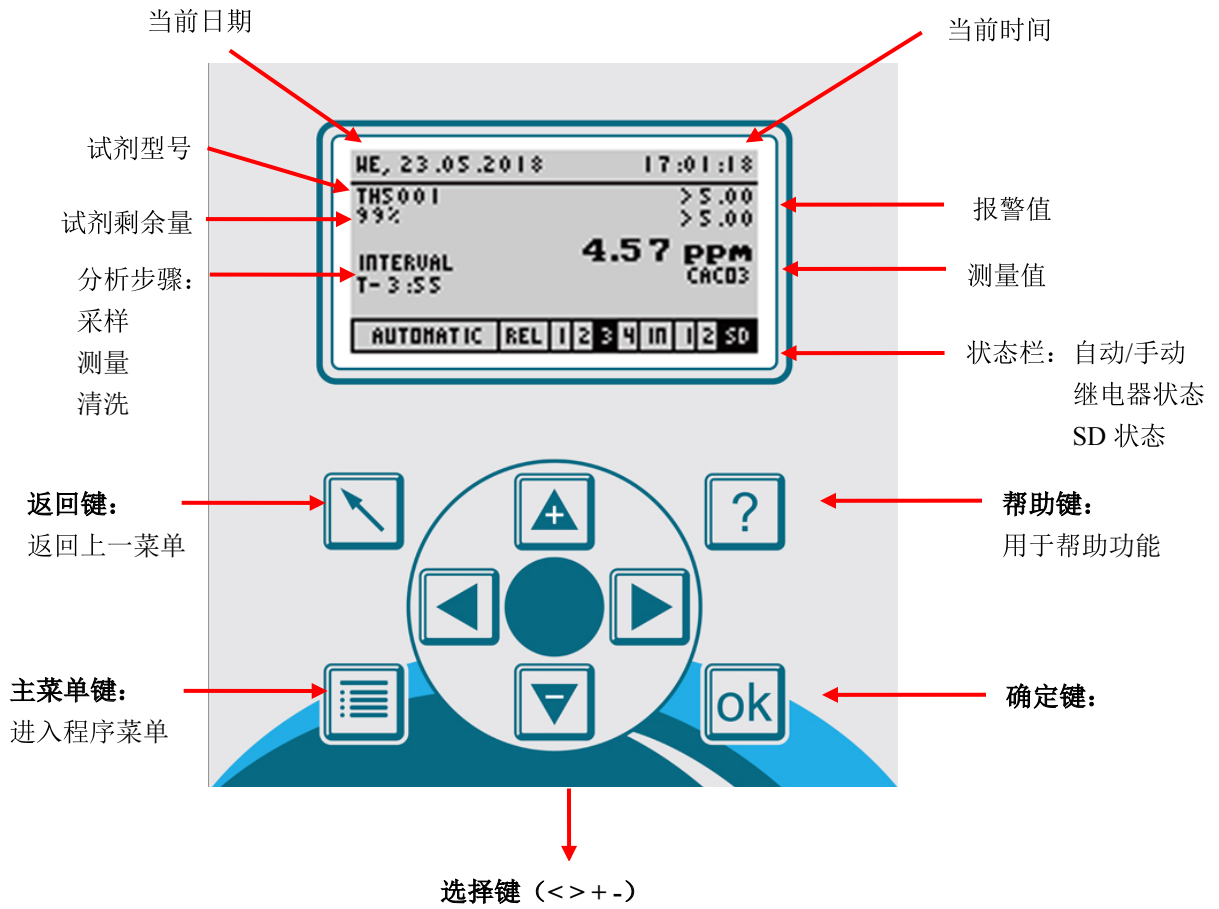 当前日期
当前时间
试剂型号
试剂剩余量
分析步骤：
采样
测量
清洗
WE, 23.05.2018 17:01:18
TH5001 >5.00
99% >5.00
4.57 ppm
INTERVAL CACO3
T- 3:55
AUTOMATIC REL 1 2 3 4 IN 1 2 SD
报警值
测量值
状态栏：自动/手动
继电器状态
SD 状态
返回键：
返回上一菜单
+
?
帮助键：
用于帮助功能
主菜单键：
进入程序菜单
-
ok
确定键：
选择键（< > + -）